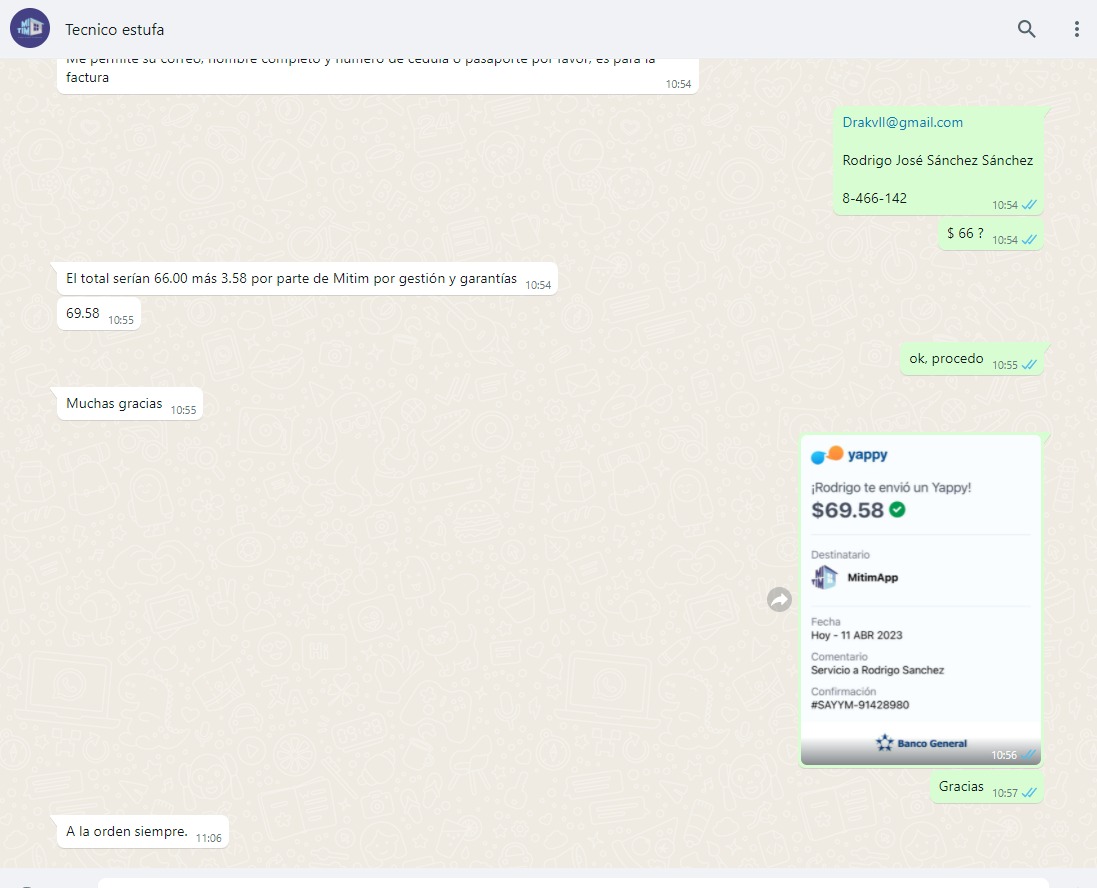 Tecnico estufa
Me permite su correo, nombre completo y número de cédula o pasaporte por favor, es para la
factura
10:54
Drakvll@gmail.com
Rodrigo José Sánchez Sánchez
8-466-142
10:54
$ 66 ?
10:54
El total serían 66.00 más 3.58 por parte de Mitim por gestión y garantías
10:54
69.58
10:55
ok, procedo
10:55
Muchas gracias
10:55
yappy
¡Rodrigo te envió un Yappy!
$69.58
Destinatario
MI
TIM
MitimApp
Fecha
Hoy - 11 ABR 2023
Comentario
Servicio a Rodrigo Sanchez
Confirmación
#SAYYM-91428980
Banco General
10:56
Gracias
10:57
A la orden siempre.
11:06